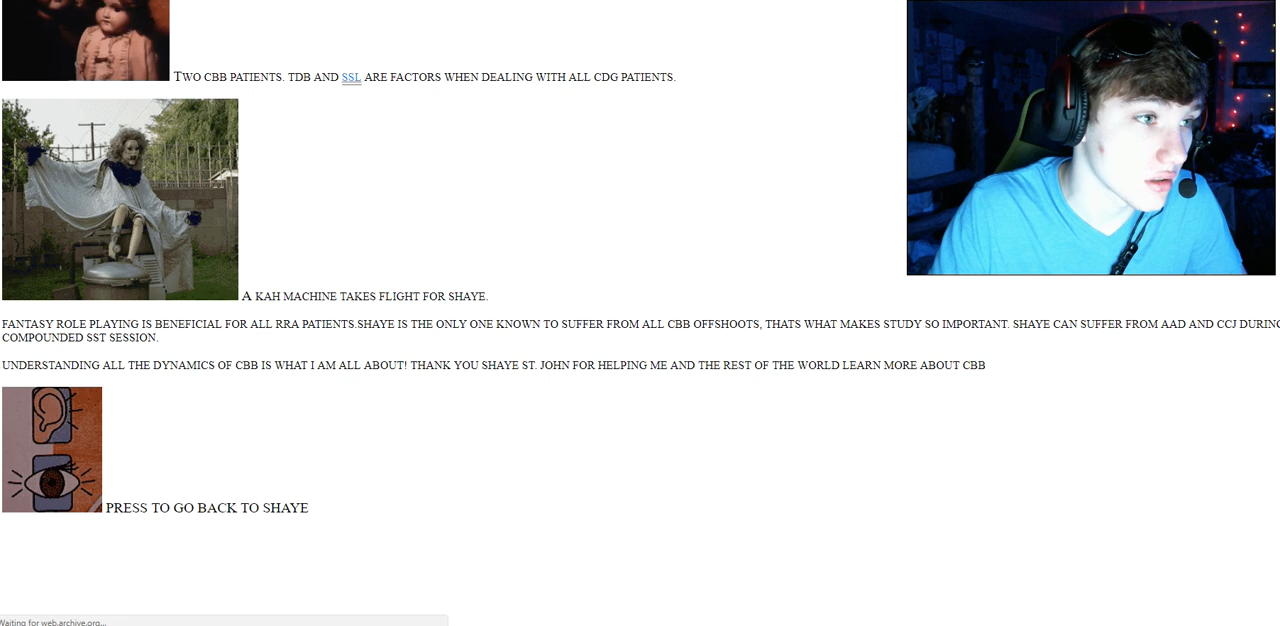 TWO CBB PATIENTS. TDB AND SSL ARE FACTORS WHEN DEALING WITH ALL CDG PATIENTS.
A KAH MACHINE TAKES FLIGHT FOR SHAYE.
FANTASY ROLE PLAYING IS BENEFICIAL FOR ALL RRA PATIENTS.SHAYE IS THE ONLY ONE KNOWN TO SUFFER FROM ALL CBB OFFSHOOTS, THATS WHAT MAKES STUDY SO IMPORTANT. SHAYE CAN SUFFER FROM AAD AND CCJ DURING
COMPOUNDED SST SESSION.
UNDERSTANDING ALL THE DYNAMICS OF CBB IS WHAT I AM ALL ABOUT! THANK YOU SHAYE ST. JOHN FOR HELPING ME AND THE REST OF THE WORLD LEARN MORE ABOUT CBB
PRESS TO GO BACK TO SHAYE
Waiting for web.archive.org...